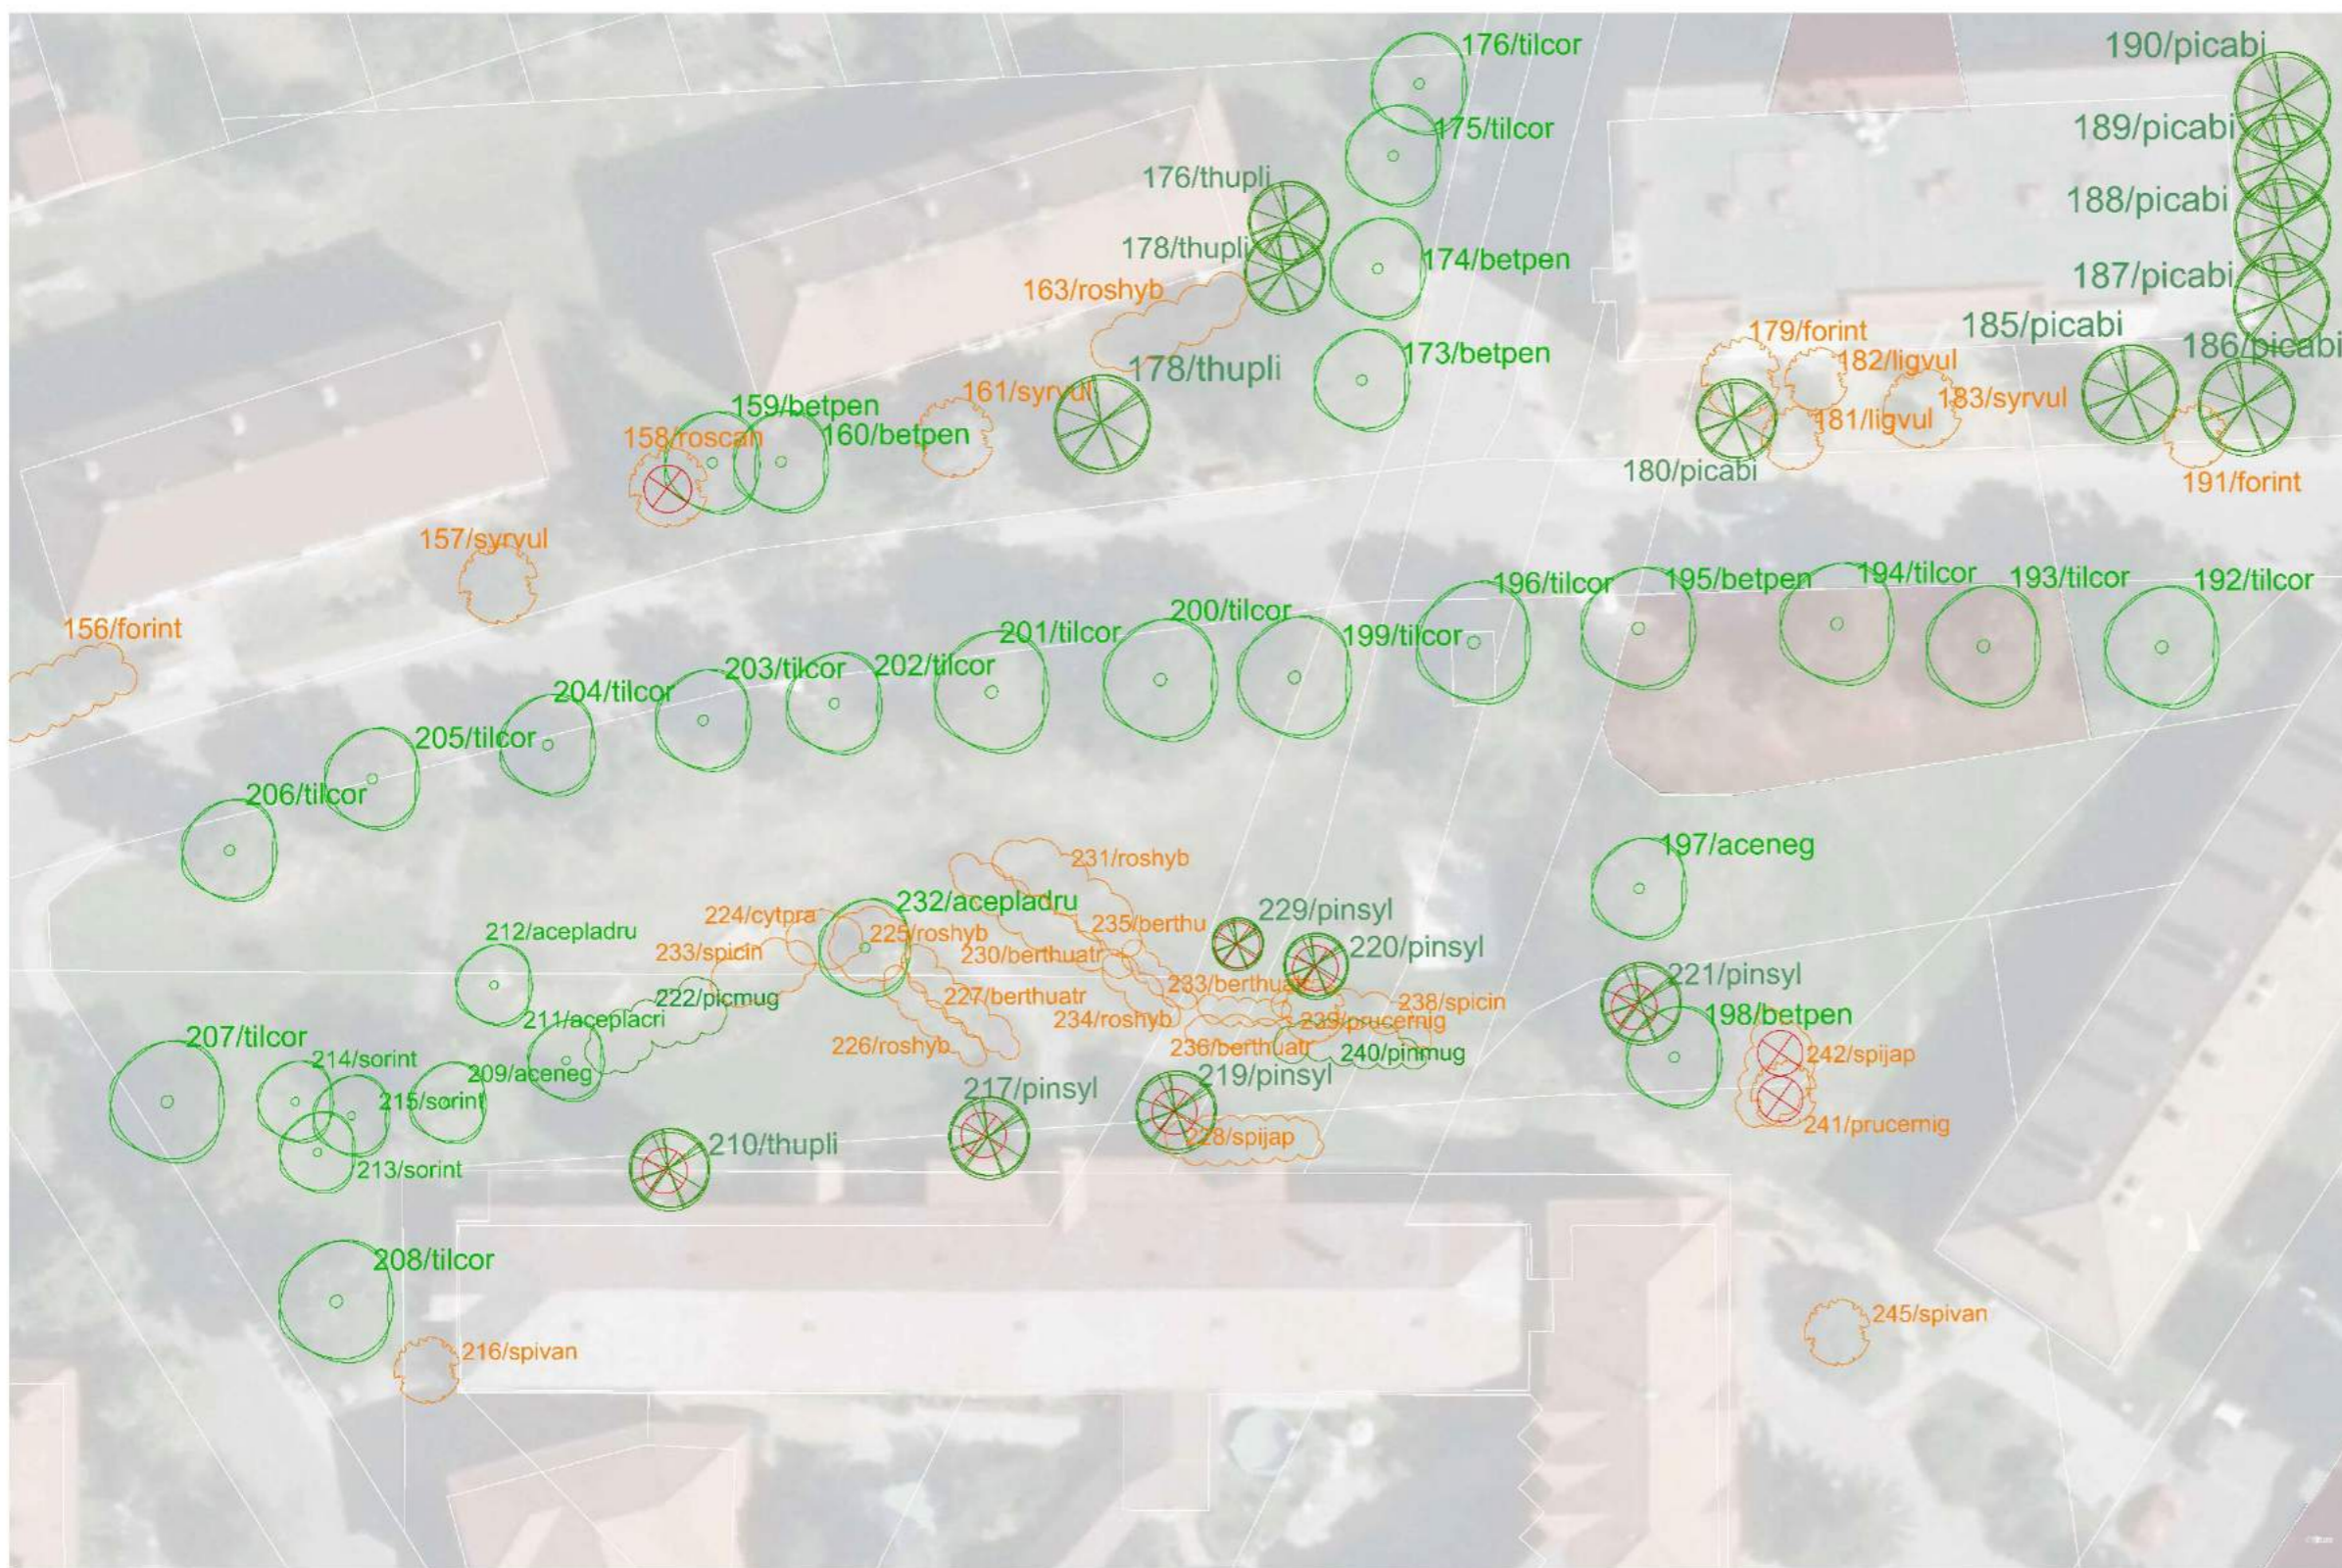 176/tilcor
190/picabi
175/tilcor
189/picabi
176/thupli
188/picabi
178/thupli
174/betpen
187/picabi
163/roshyb
179/forint
185/picabi
173/betpen
186/picabi
182/ligvul
178/thupli
161/syrvul
183/syrvul
159/betpen
181/ligvul
158/roscan
160/betpen
180/picabi
191/forint
157/syrvul
196/tilcor
195/betpen
194/tilcor
193/tilcor
192/tilcor
156/forint
201/tilcor
200/tilcor
199/tilcor
203/tilcor
202/tilcor
204/tilcor
205/tilcor
206/tilcor
197/aceneg
231/roshyb
232/acepladru
229/pinsyl
224/cytpra
235/berthu
212/acepladru
225/roshyb
220/pinsyl
233/spicin
230/berthuatr
221/pinsyl
233/berthuatr
222/picmug
227/berthuatr
238/spicin
198/betpen
211/aceplacri
234/roshyb
239/prucernig
207/tilcor
226/roshyb
236/berthuatr
240/pinmug
242/spijap
214/sorint
209/aceneg
219/pinsyl
217/pinsyl
215/sorint
241/prucernig
228/spijap
210/thupli
213/sorint
208/tilcor
245/spivan
216/spivan